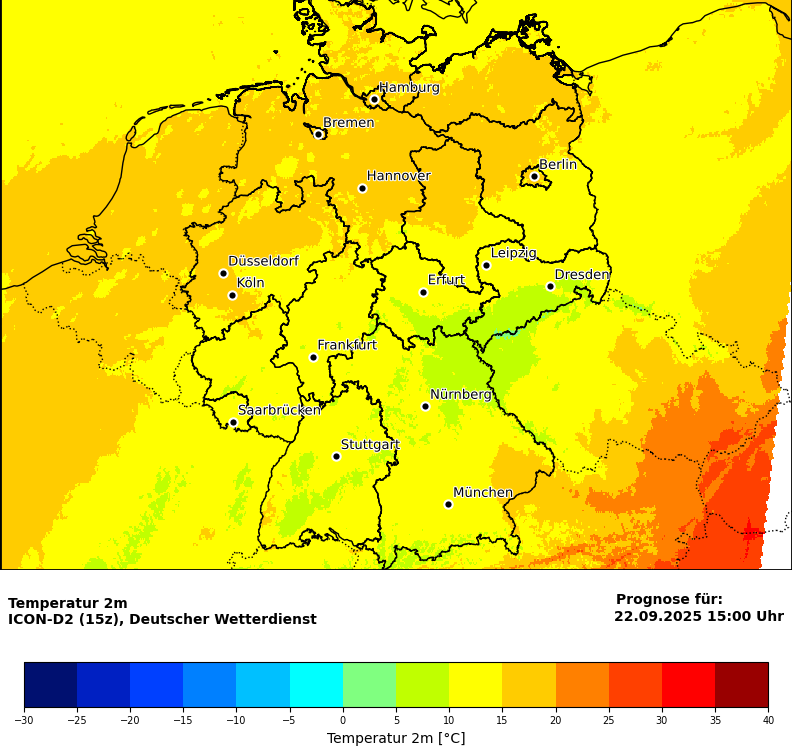 Hamburg
Bremen
Berlin
Hannover
Leipzig
Düsseldorf
Dresden
Köln
Erfurt
Frankfurt
Nürnberg
Saarbrücken
Stuttgart
München
Temperatur 2m
ICON-D2 (15z), Deutscher Wetterdienst
Prognose für:
22.09.2025 15:00 Uhr
−30 −25 −20 −15 −10 −5 0 5 10 15 20 25 30 35 40
Temperatur 2m [°C]